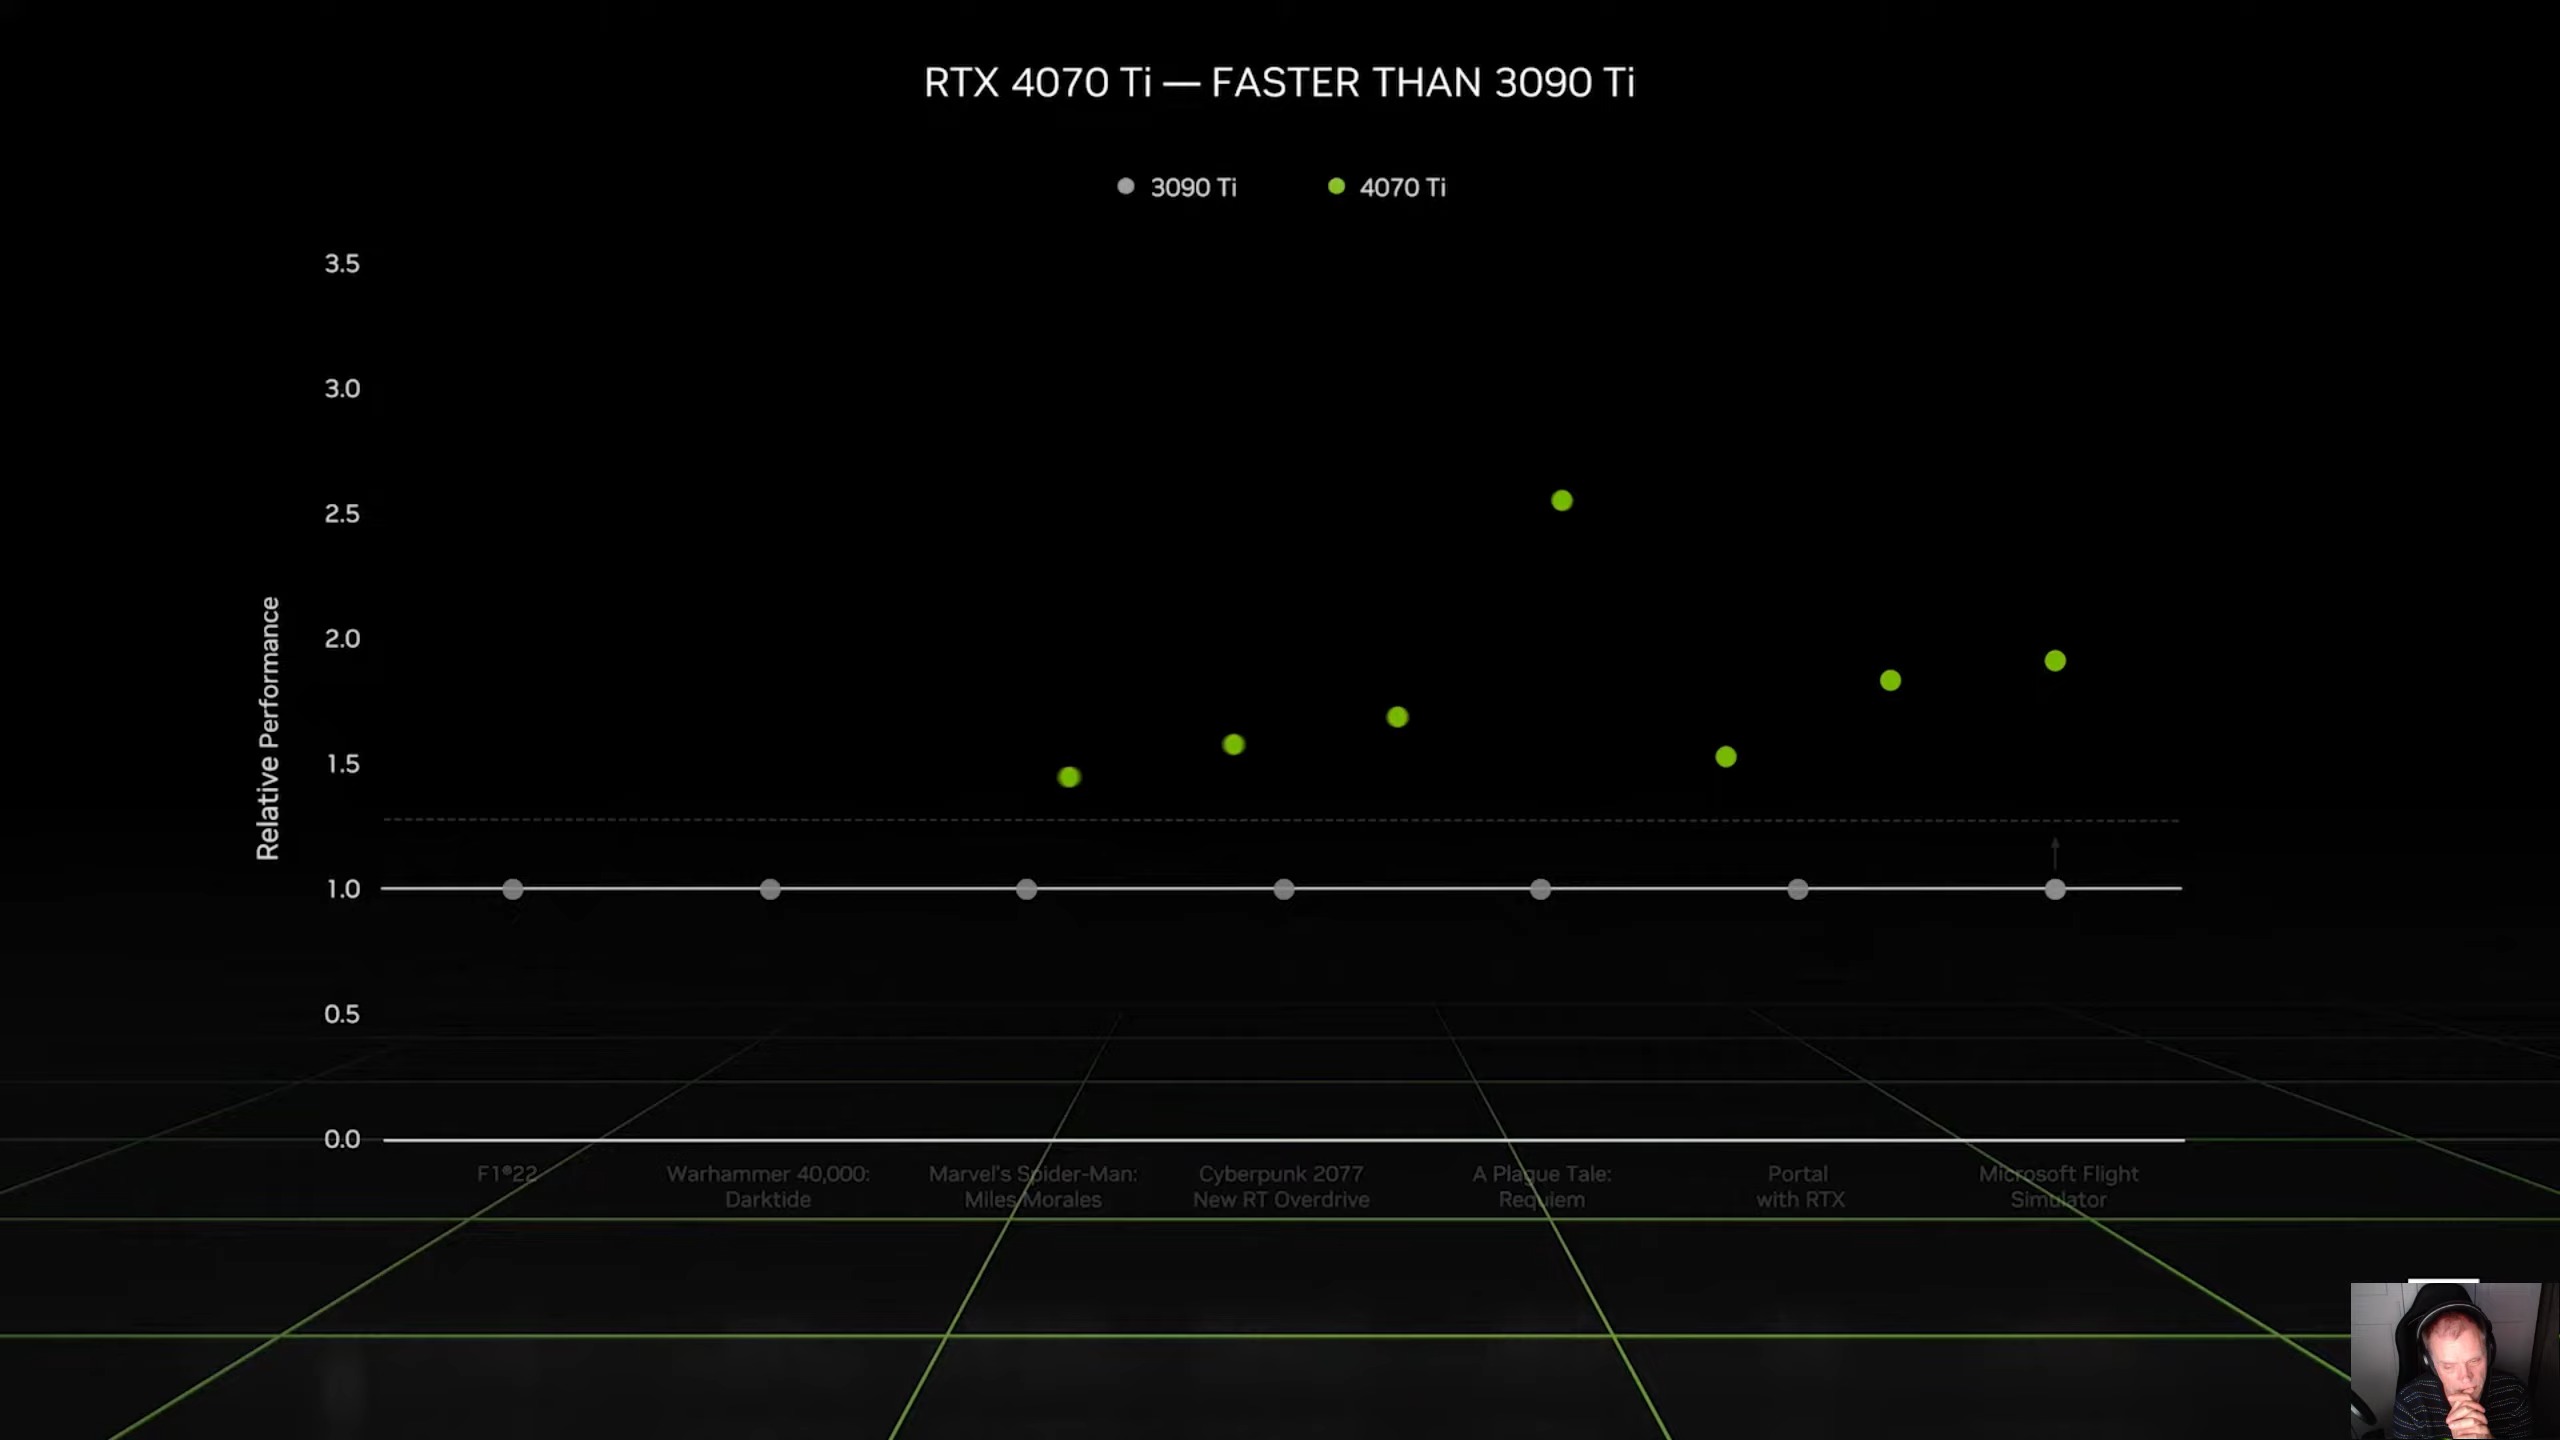 RTX 4070 Ti — FASTER THAN 3090 Ti
3090 Ti
4070 Ti
3.5
3.0
2.5
2.0
1.5
1.0
0.5
0.0
Relative Performance
F1®22
Warhammer 40,000:
Darktide
Marvel's Spider-Man:
Miles Morales
Cyberpunk 2077
New RT Overdrive
A Plague Tale:
Requiem
Portal
with RTX
Microsoft Flight
Simulator